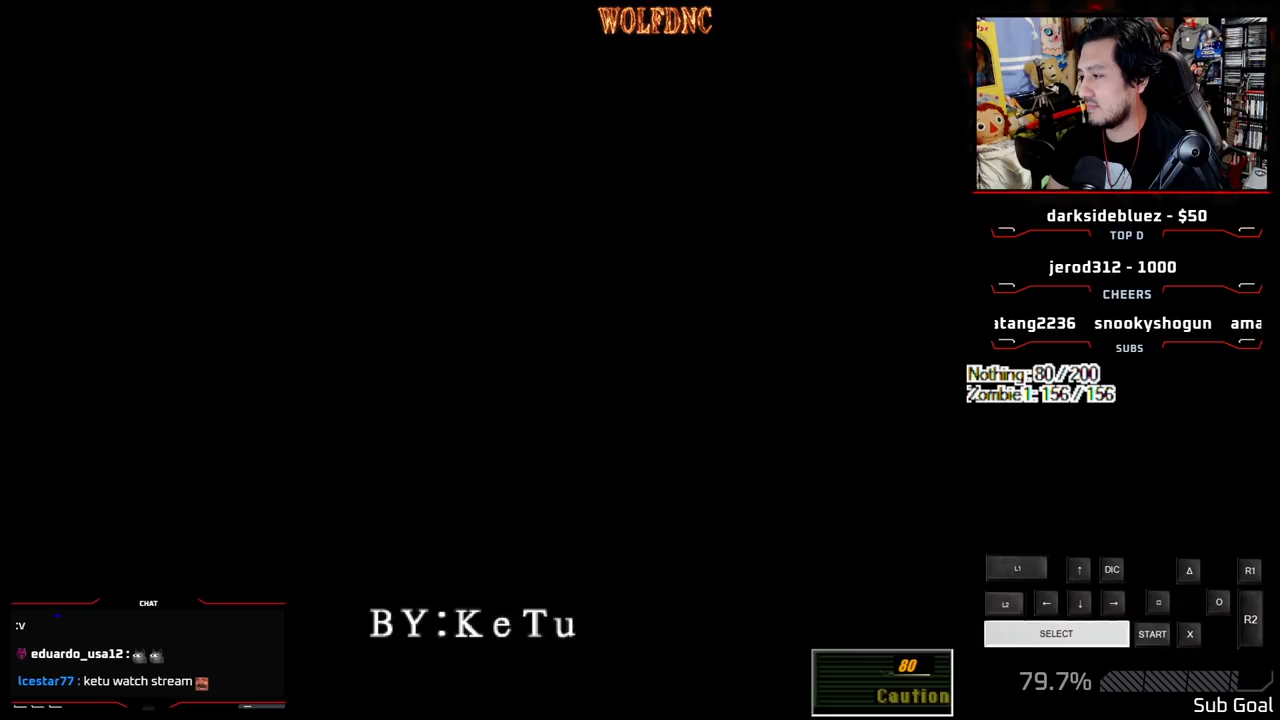 WOLFDNC
darksidebluez - $50
TOP D
jerod312 - 1000
CHEERS
atang2236 snookyshogun ama
SUBS
Nothing : 80//200
Zombie 1: 156//156
L1 ↑ DIC Δ R1
L2 ← ↓ → □ O R2
SELECT START X
79.7%
Sub Goal
CHAT
:v
eduardo_usa12 :
lcestar77 : ketu watch stream
BY:KeTu
80
Caution